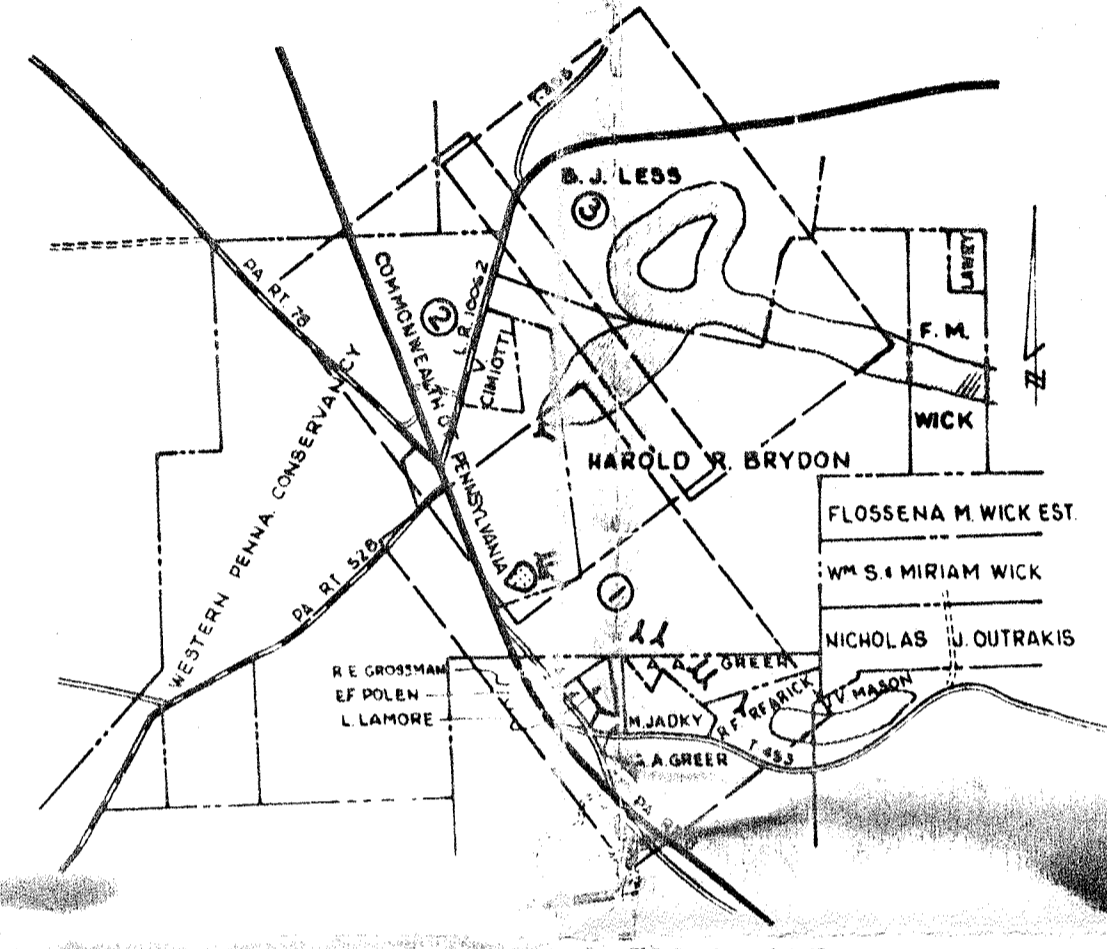 B. J. LESS
3
PA RT. 78
COMMONWEALTH OF PENNSYLVANIA
2
L. R. 10062
V. CIMIOTTI
LAWRY
F. M.
WICK
N
WESTERN PENNA. CONSERVANCY
HAROLD R. BRYDON
FLOSSENA M. WICK EST.
WM S. & MIRIAM WICK
NICHOLAS J. OUTRAKIS
PA RT 528
1
R E GROSSMAN
E.F. POLEN
L. LAMORE
A. A. GREER
R F REARICK
V. MASON
M. JADKY
A. A. GREER
T 453
PA R